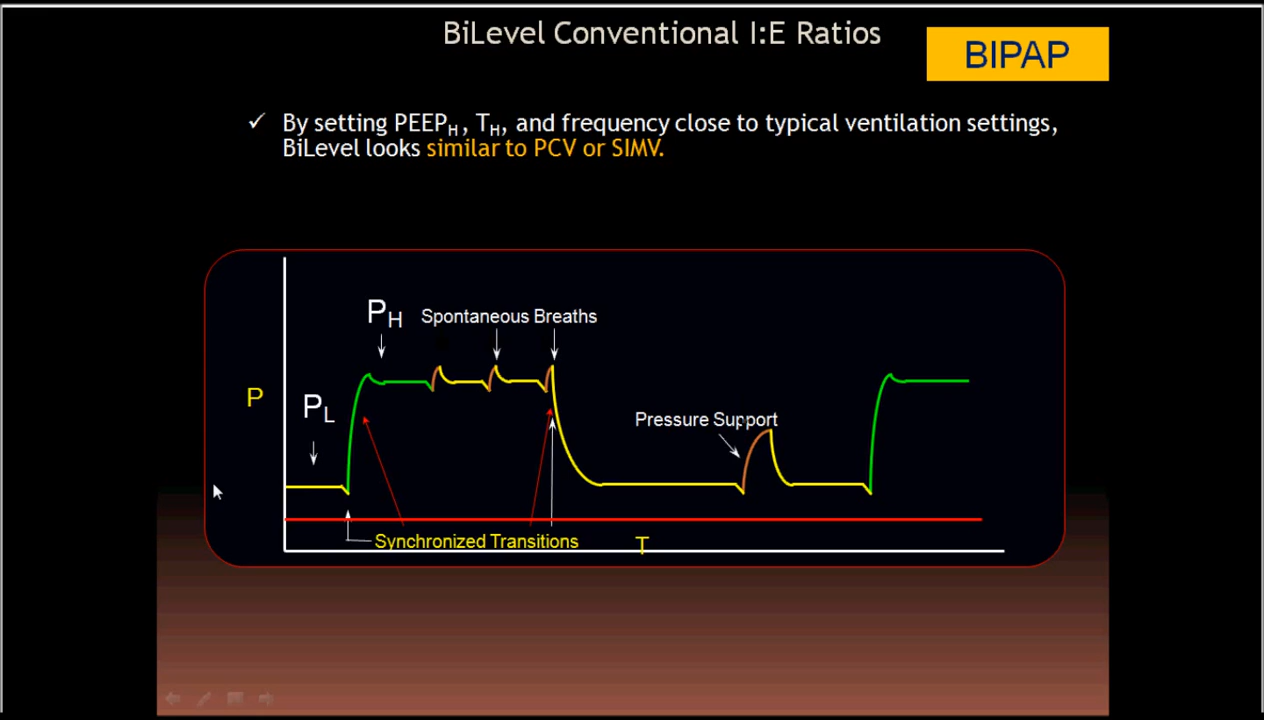 BiLevel Conventional I:E Ratios
BIPAP
✓ By setting PEEPH, TH, and frequency close to typical ventilation settings,
BiLevel looks similar to PCV or SIMV.
PH
Spontaneous Breaths
P
PL
Pressure Support
Synchronized Transitions
T